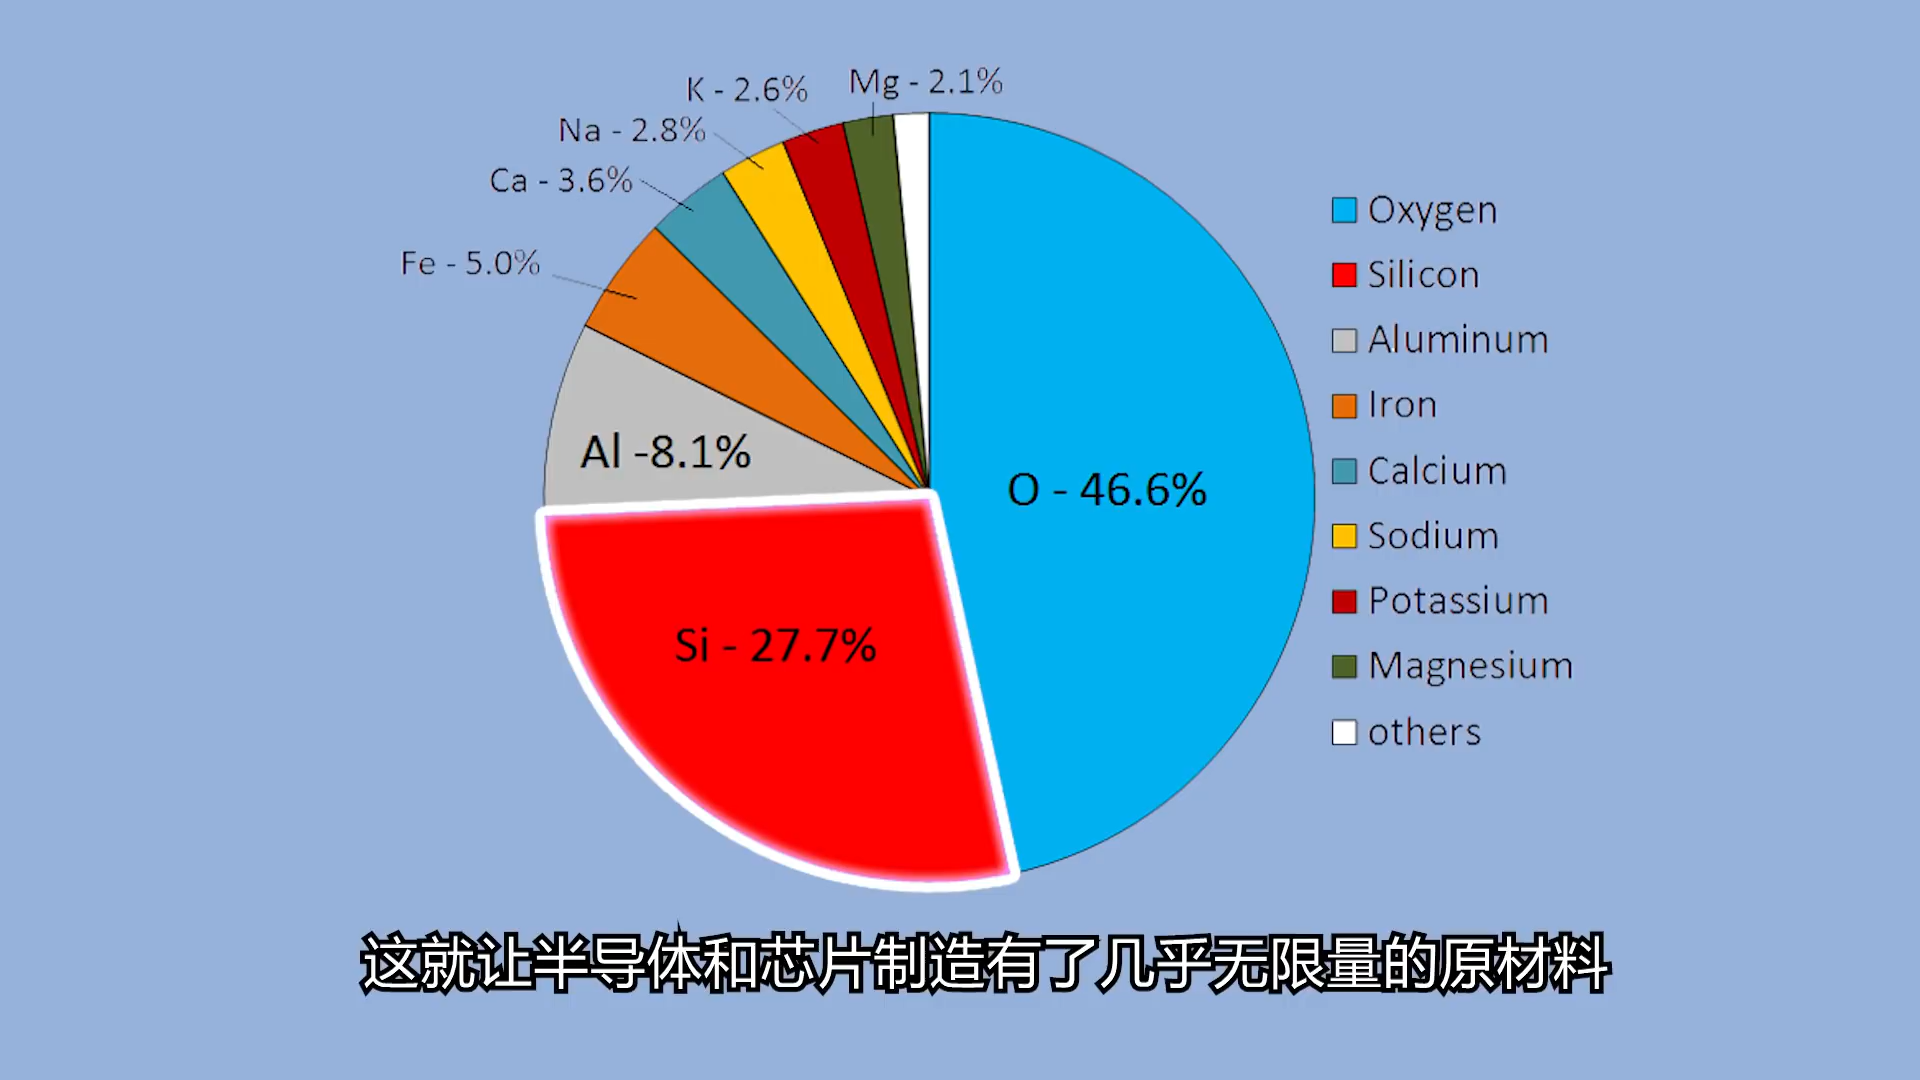 K - 2.6%
Mg - 2.1%
Na - 2.8%
Ca - 3.6%
Fe - 5.0%
Al -8.1%
O - 46.6%
Si - 27.7%
Oxygen
Silicon
Aluminum
Iron
Calcium
Sodium
Potassium
Magnesium
others
这就让半导体和芯片制造有了几乎无限量的原材料